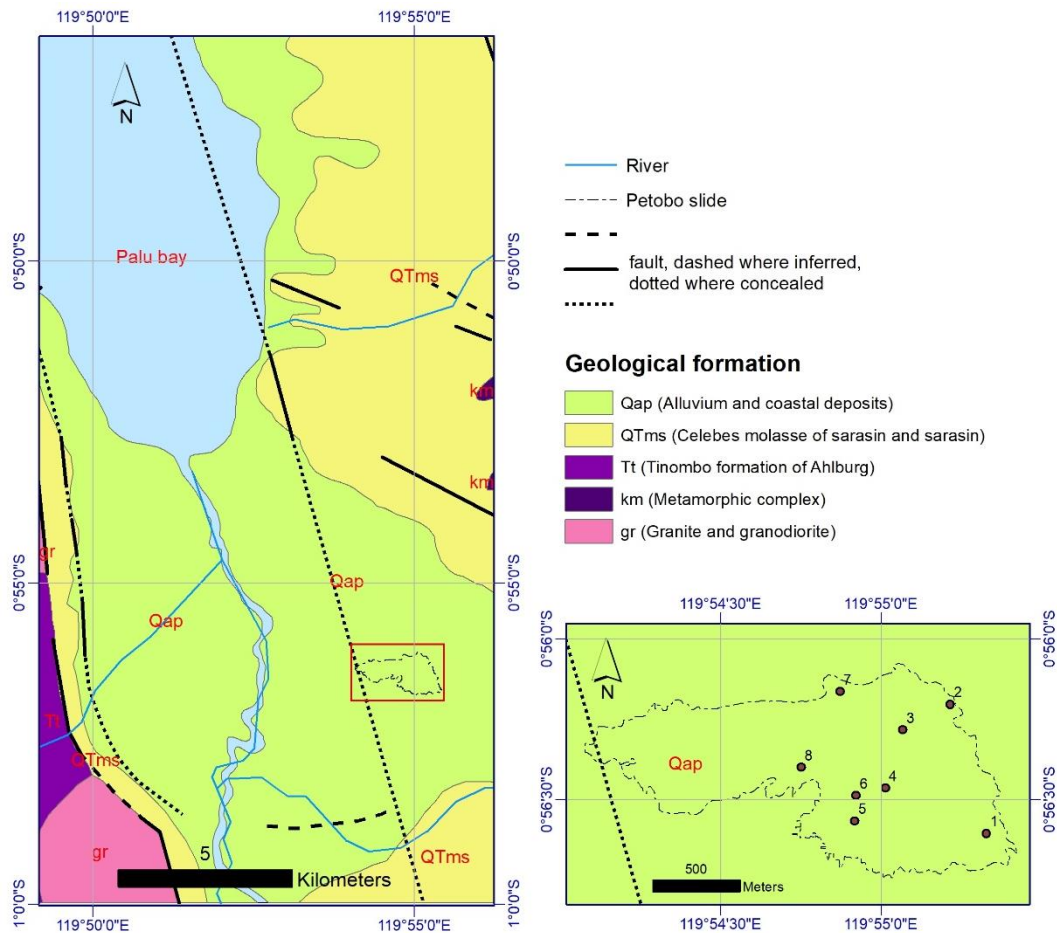 119°50'0"E
119°55'0"E
N
Palu bay
0°50'0"S
QTms
0°50'0"S
km
km
gr
Qap
0°55'0"S
0°55'0"S
Qap
Tt
QTms
gr
5
Kilometers
QTms
1°0'0"S
1°0'0"S
119°50'0"E
119°55'0"E
River
Petobo slide
fault, dashed where inferred,
dotted where concealed
Geological formation
Qap (Alluvium and coastal deposits)
QTms (Celebes molasse of sarasin and sarasin)
Tt (Tinombo formation of Ahlburg)
km (Metamorphic complex)
gr (Granite and granodiorite)
119°54'30"E
119°55'0"E
0°56'0"S
0°56'0"S
N
7
2
3
Qap
8
4
6
5
1
0°56'30"S
0°56'30"S
500
Meters
119°54'30"E
119°55'0"E